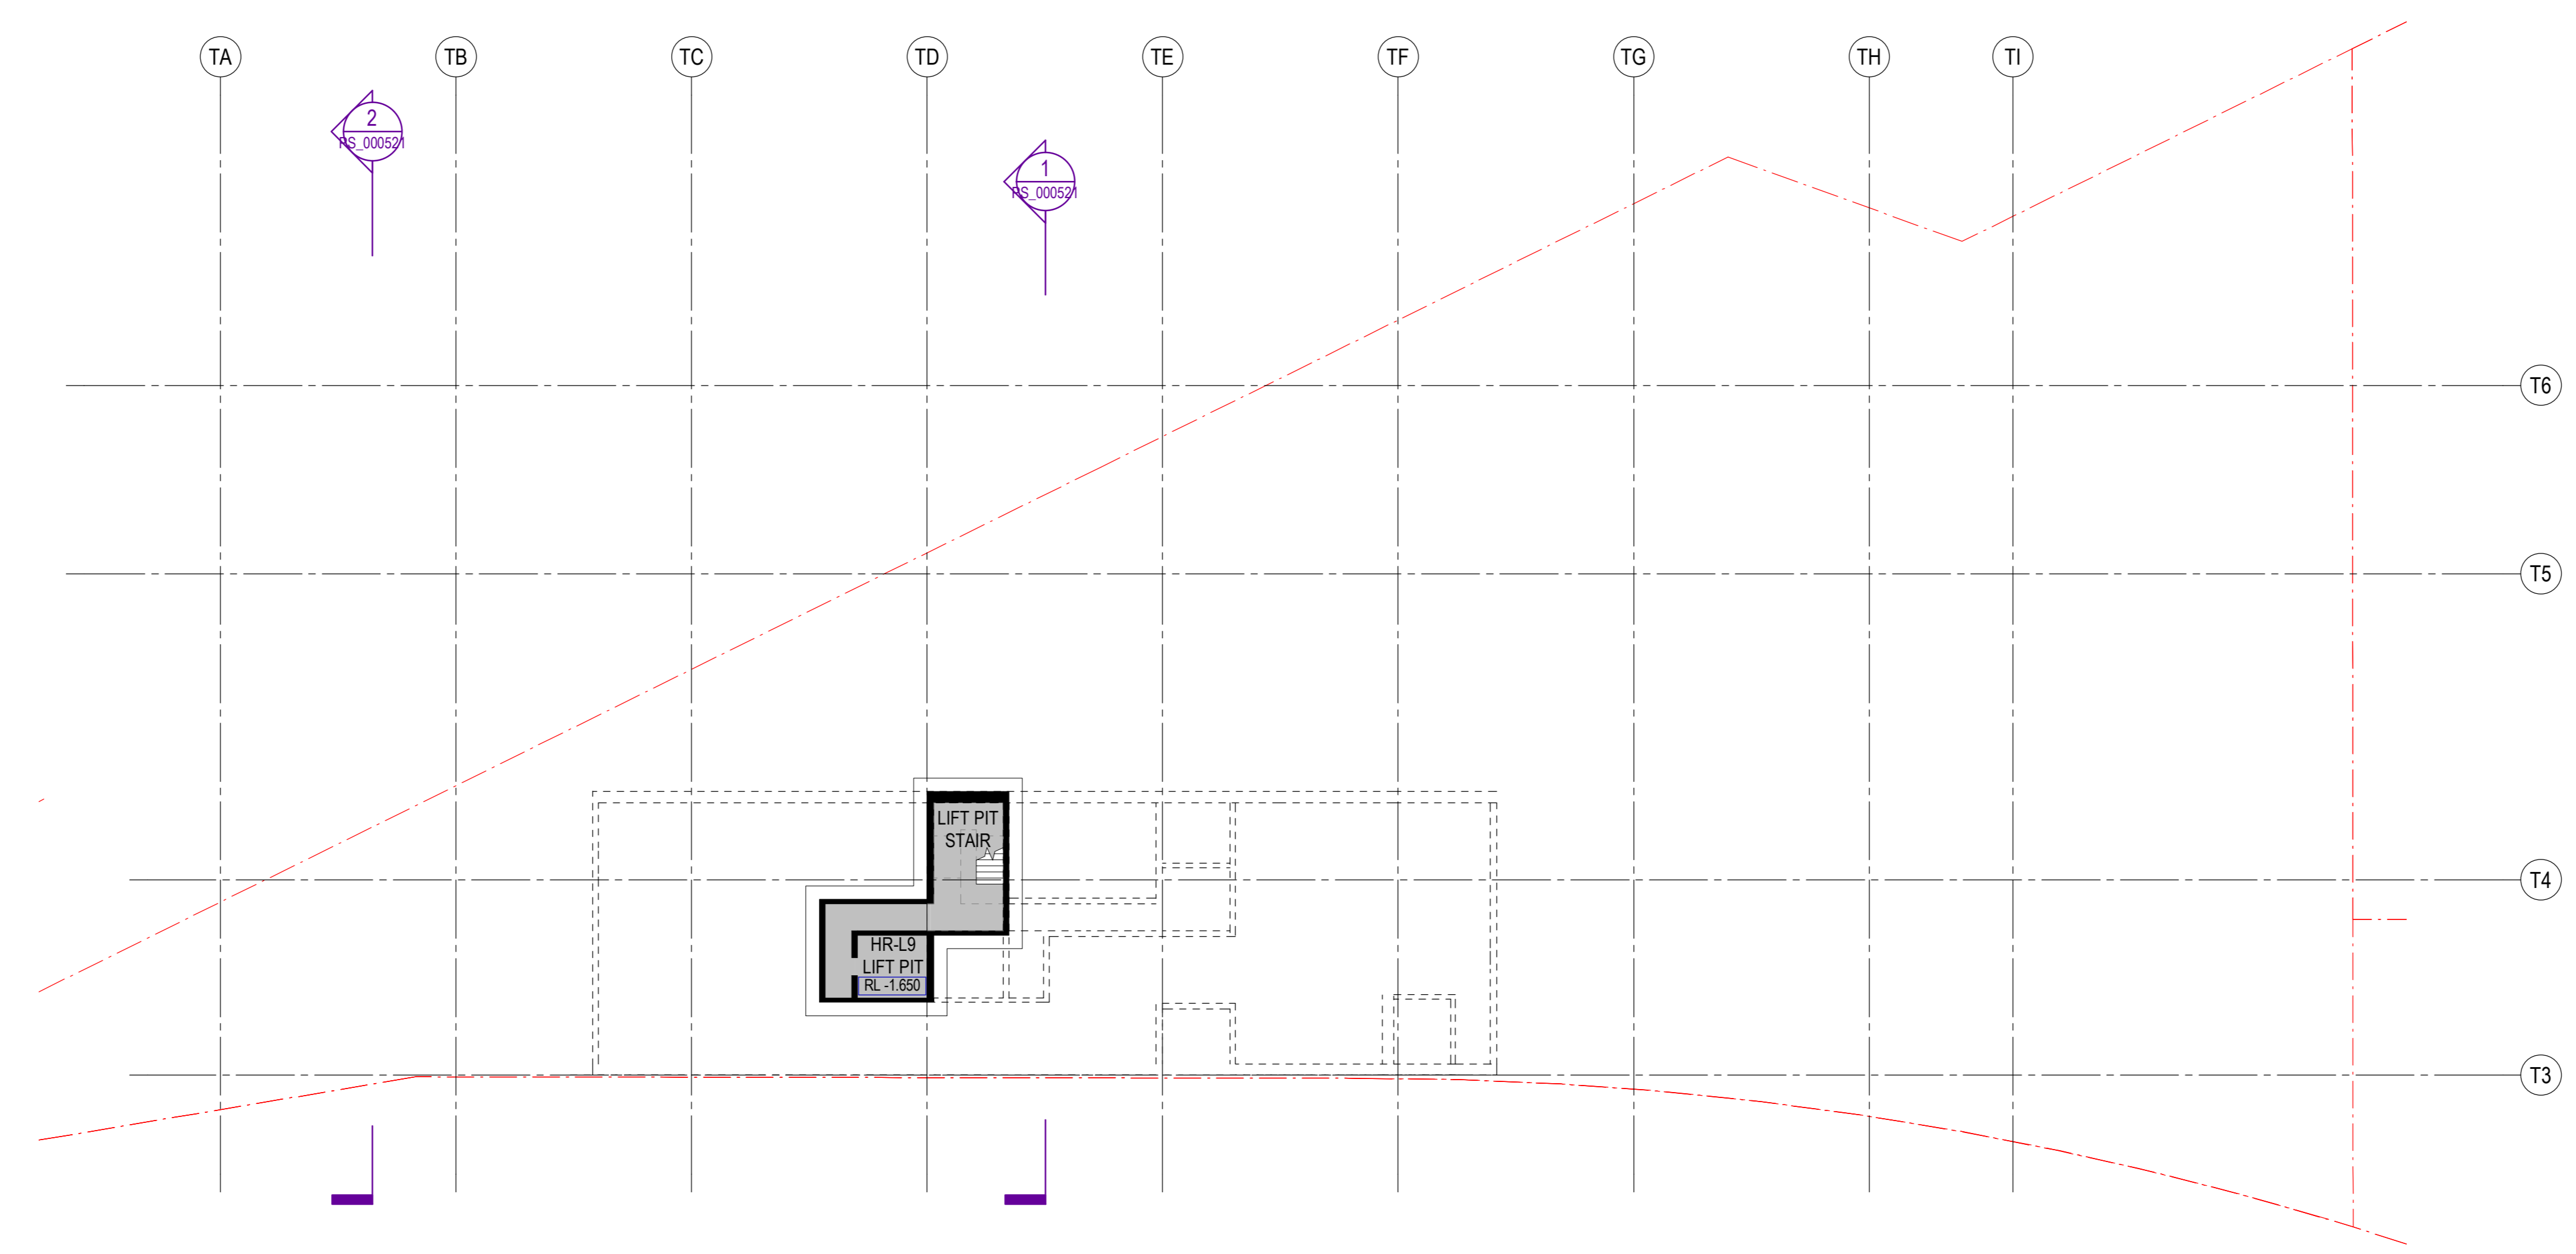 TA
TB
TC
TD
TE
TF
TG
TH
TI
2
RS_000521
1
RS_000521
T6
T5
LIFT PIT
STAIR
T4
HR-L9
LIFT PIT
RL -1.650
T3